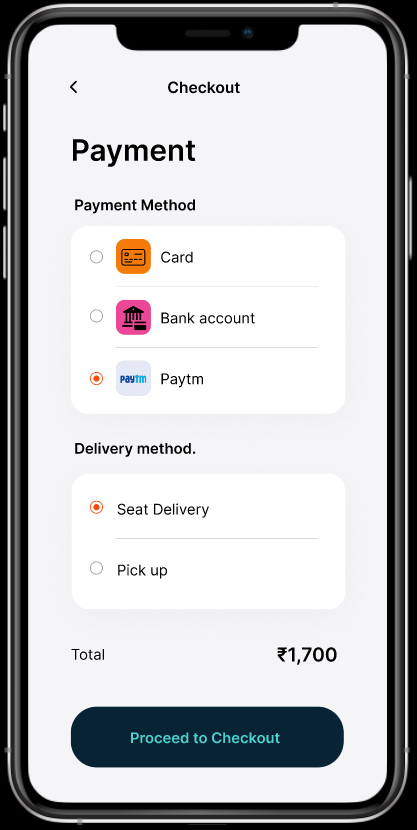 Checkout
Payment
Payment Method
Card
Bank account
paytm Paytm
Delivery method.
Seat Delivery
Pick up
Total ₹1,700
Proceed to Checkout